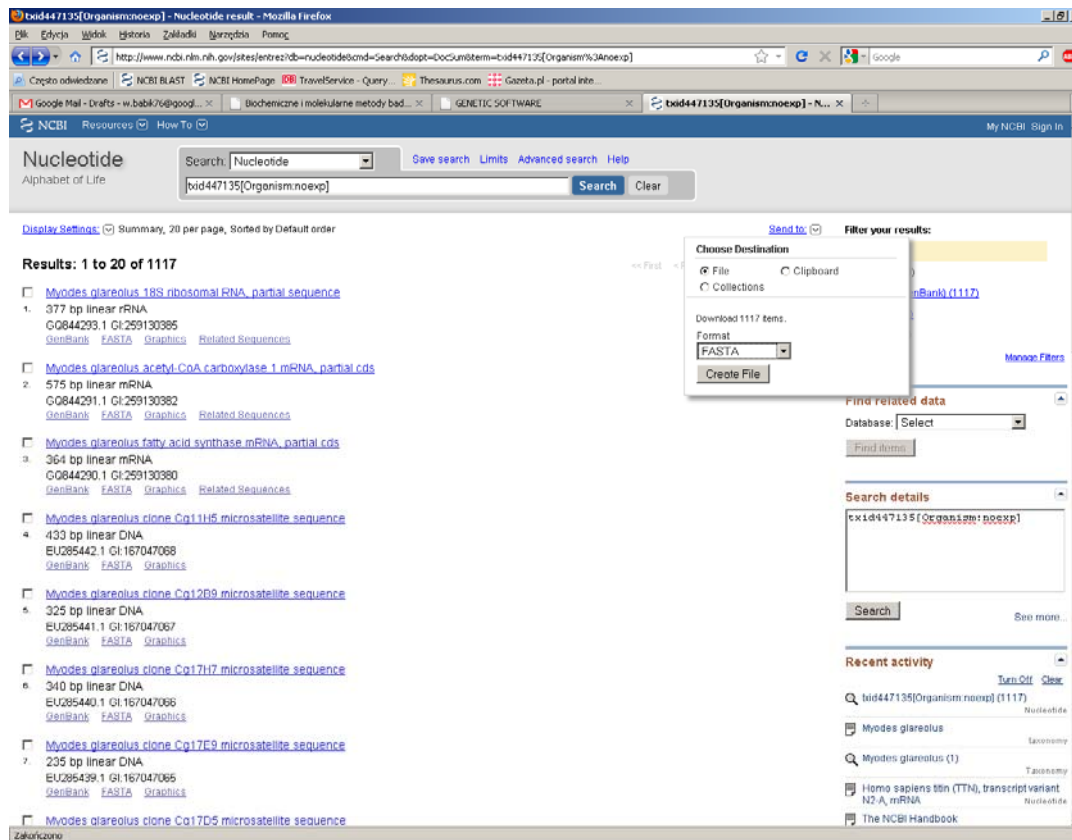 txid447135[Organism:noexp] - Nucleotide result - Mozilla Firefox
Plik Edycja Widok Historia Zakładki Narzędzia Pomoc
http://www.ncbi.nlm.nih.gov/sites/entrez?db=nucleotide&cmd=Search&dopt=DocSum&term=txid447135[Organism%3Anoexp]
Google
Często odwiedzane NCBI BLAST NCBI HomePage TravelService - Query... Thesaurus.com Gazeta.pl - portal inte...
Google Mail - Drafts - w.babik76@googl... Biochemiczne i molekularne metody bad... GENETIC SOFTWARE txid447135[Organism:noexp] - N...
NCBI Resources How To My NCBI Sign In
Nucleotide
Alphabet of Life
Search: Nucleotide
Save search Limits Advanced search Help
txid447135[Organism:noexp] Search Clear
Display Settings: Summary, 20 per page, Sorted by Default order
Send to:
Filter your results:
Choose Destination
File Clipboard
Collections
Download 1117 items.
Format
FASTA
Create File
nBank) (1117)
Manage Filters
Results: 1 to 20 of 1117
<< First
Myodes glareolus 18S ribosomal RNA, partial sequence
1. 377 bp linear rRNA
GQ844293.1 GI:259130385
GenBank FASTA Graphics Related Sequences
Myodes glareolus acetyl-CoA carboxylase 1 mRNA, partial cds
2. 575 bp linear mRNA
GQ844291.1 GI:259130382
GenBank FASTA Graphics Related Sequences
Myodes glareolus fatty acid synthase mRNA, partial cds
3. 364 bp linear mRNA
GQ844290.1 GI:259130380
GenBank FASTA Graphics Related Sequences
Myodes glareolus clone Cg11H5 microsatellite sequence
4. 433 bp linear DNA
EU285442.1 GI:167047068
GenBank FASTA Graphics
Myodes glareolus clone Cg12B9 microsatellite sequence
5. 325 bp linear DNA
EU285441.1 GI:167047067
GenBank FASTA Graphics
Myodes glareolus clone Cg17H7 microsatellite sequence
6. 340 bp linear DNA
EU285440.1 GI:167047066
GenBank FASTA Graphics
Myodes glareolus clone Cg17E9 microsatellite sequence
7. 235 bp linear DNA
EU285439.1 GI:167047065
GenBank FASTA Graphics
Myodes glareolus clone Cg17D5 microsatellite sequence
Find related data
Database: Select
Find items
Search details
txid447135[Organism:noexp]
Search
See more...
Recent activity
Turn Off Clear
txid447135[Organism:noexp] (1117)
Nucleotide
Myodes glareolus
taxonomy
Myodes glareolus (1)
Taxonomy
Homo sapiens titin (TTN), transcript variant
N2-A, mRNA
Nucleotide
The NCBI Handbook
Zakończono